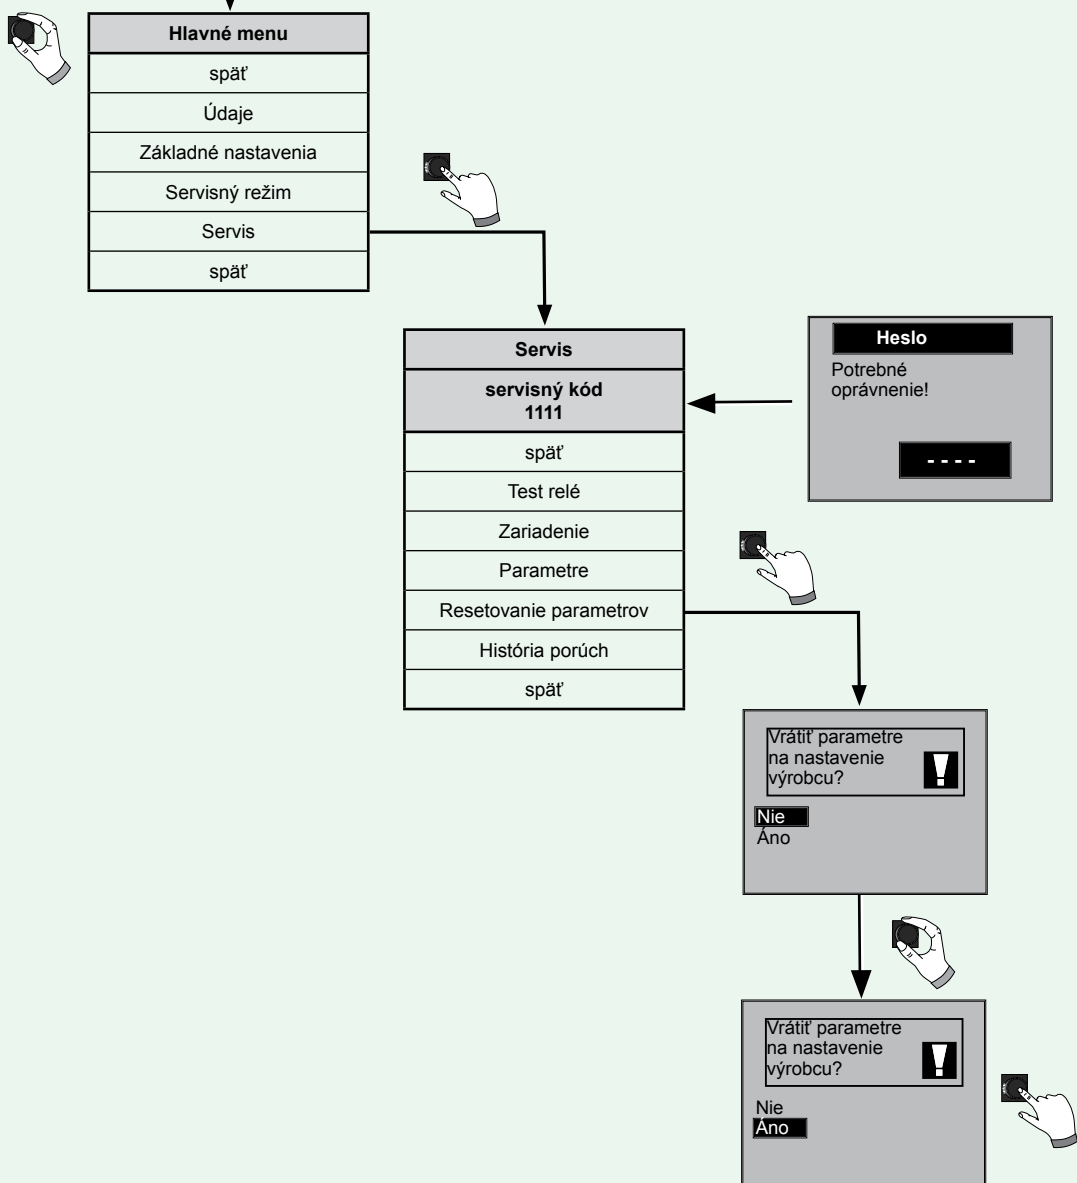 Hlavné menu
späť
Údaje
Základné nastavenia
Servisný režim
Servis
späť
Servis
servisný kód
1111
späť
Test relé
Zariadenie
Parametre
Resetovanie parametrov
História porúch
späť
Heslo
Potrebné
oprávnenie!
- - - -
Vrátiť parametre
na nastavenie
výrobcu?
!
Nie
Áno
Vrátiť parametre
na nastavenie
výrobcu?
!
Nie
Áno